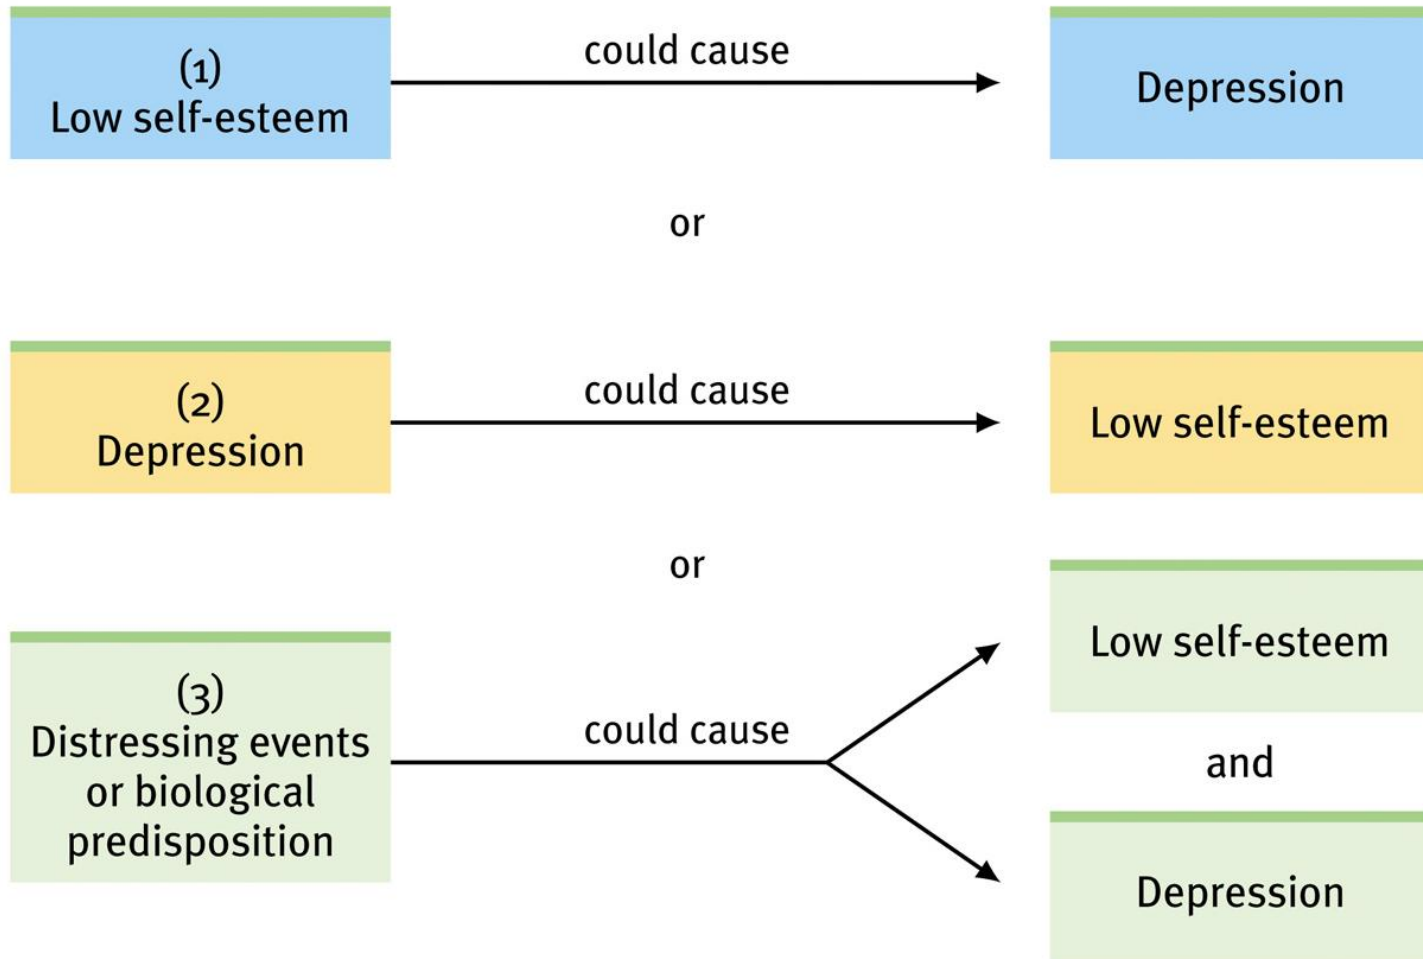 (1)
Low self-esteem
could cause
Depression
or
(2)
Depression
could cause
Low self-esteem
or
(3)
Distressing events
or biological
predisposition
could cause
Low self-esteem
and
Depression